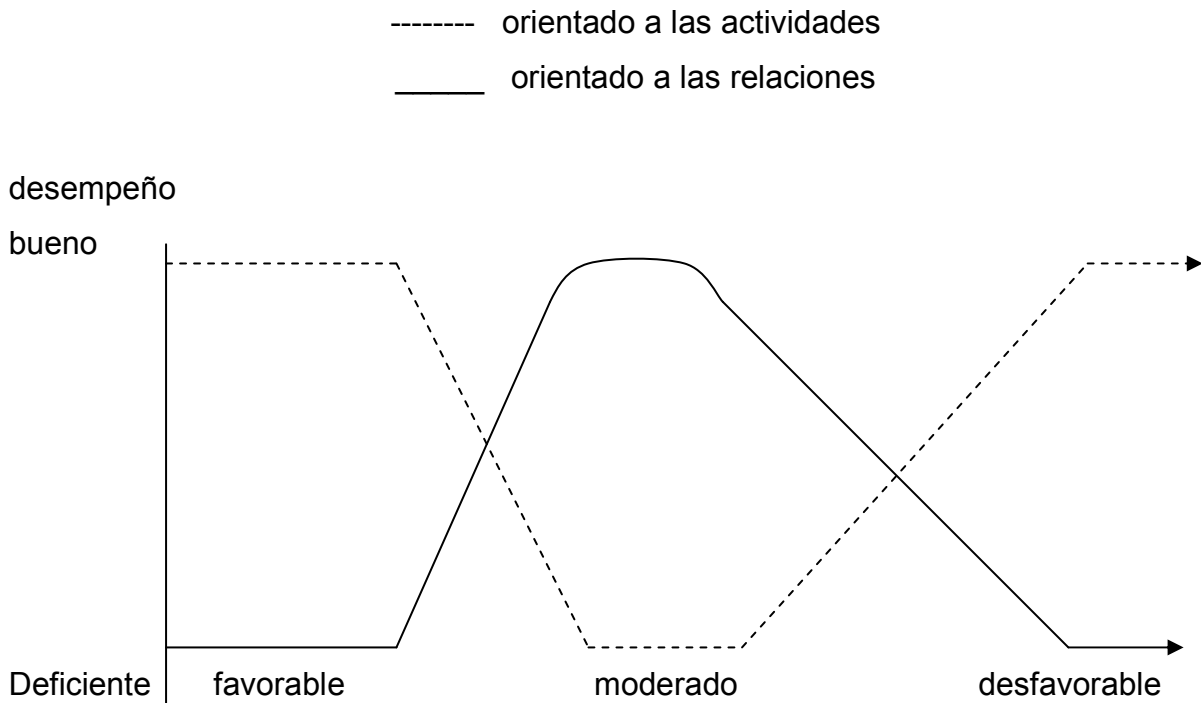 -------- orientado a las actividades
_____ orientado a las relaciones
desempeño
bueno
Deficiente favorable moderado desfavorable